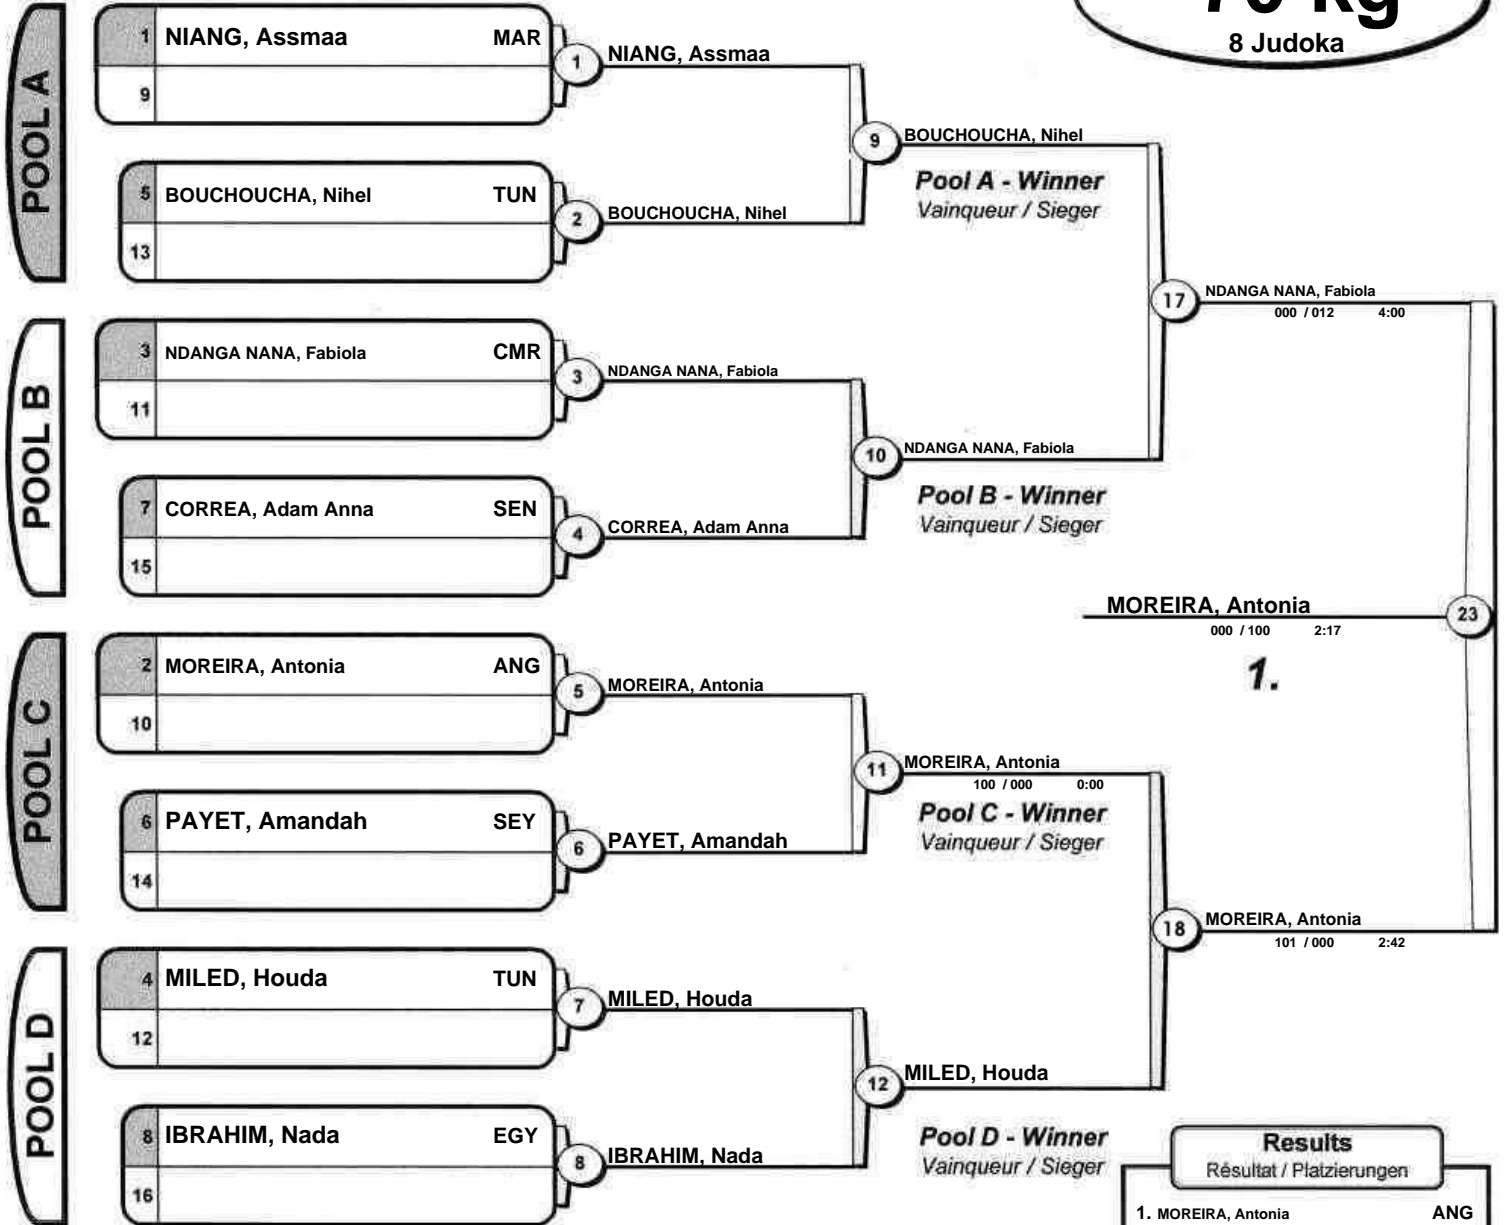 70 kg
8 Judoka
POOL A
1 NIANG, Assmaa MAR
9
1 NIANG, Assmaa
5 BOUCHOUCHA, Nihel TUN
13
2 BOUCHOUCHA, Nihel
9 BOUCHOUCHA, Nihel
Pool A - Winner
Vainqueur / Sieger
17 NDANGA NANA, Fabiola
000 / 012 4:00
POOL B
3 NDANGA NANA, Fabiola CMR
11
3 NDANGA NANA, Fabiola
7 CORREA, Adam Anna SEN
15
4 CORREA, Adam Anna
10 NDANGA NANA, Fabiola
Pool B - Winner
Vainqueur / Sieger
MOREIRA, Antonia 23
000 / 100 2:17
1.
POOL C
2 MOREIRA, Antonia ANG
10
5 MOREIRA, Antonia
6 PAYET, Amandah SEY
14
6 PAYET, Amandah
11 MOREIRA, Antonia
100 / 000 0:00
Pool C - Winner
Vainqueur / Sieger
18 MOREIRA, Antonia
101 / 000 2:42
POOL D
4 MILED, Houda TUN
12
7 MILED, Houda
8 IBRAHIM, Nada EGY
16
8 IBRAHIM, Nada
12 MILED, Houda
Pool D - Winner
Vainqueur / Sieger
Results
Résultat / Platzierungen
1. MOREIRA, Antonia ANG